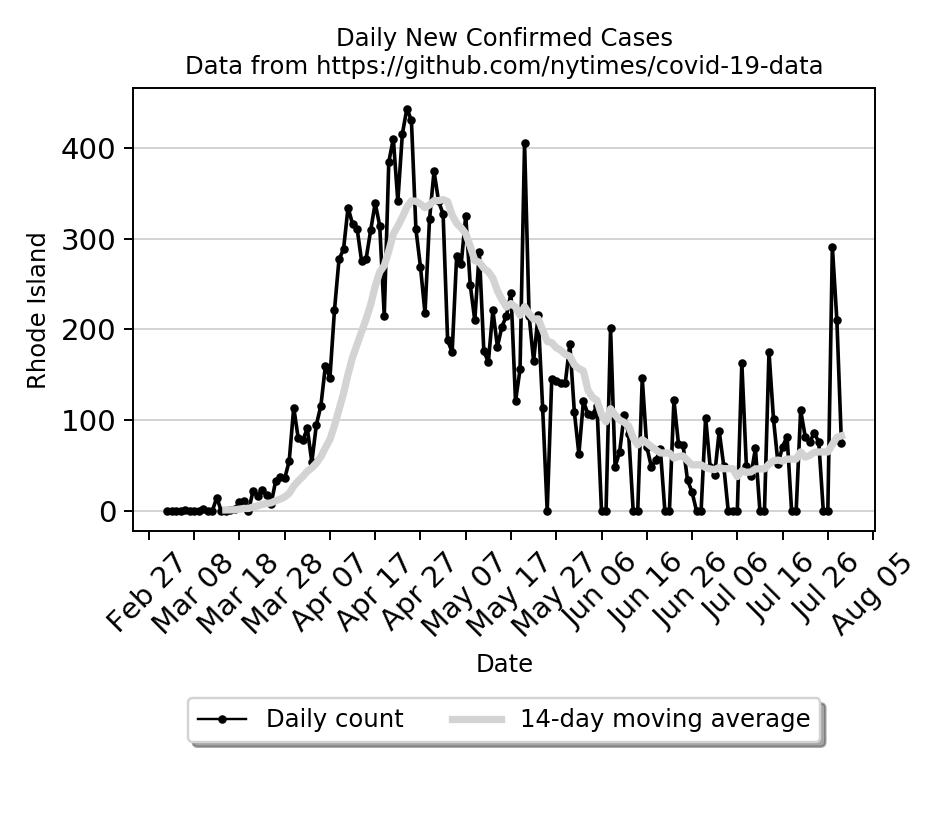 Daily New Confirmed Cases
Data from https://github.com/nytimes/covid-19-data
Rhode Island
400
300
200
100
0
Feb 27
Mar 08
Mar 18
Mar 28
Apr 07
Apr 17
Apr 27
May 07
May 17
May 27
Jun 06
Jun 16
Jun 26
Jul 06
Jul 16
Jul 26
Aug 05
Date
Daily count
14-day moving average